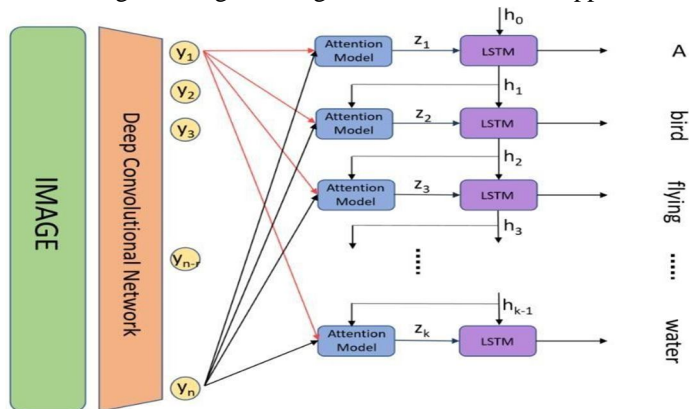 IMAGE
Deep Convolutional Network
y1
y2
y3
yn-r
yn
h0
Attention
Model
z1
LSTM
A
h1
Attention
Model
z2
LSTM
bird
h2
Attention
Model
z3
LSTM
flying
h3
......
......
hk-1
Attention
Model
zk
LSTM
water